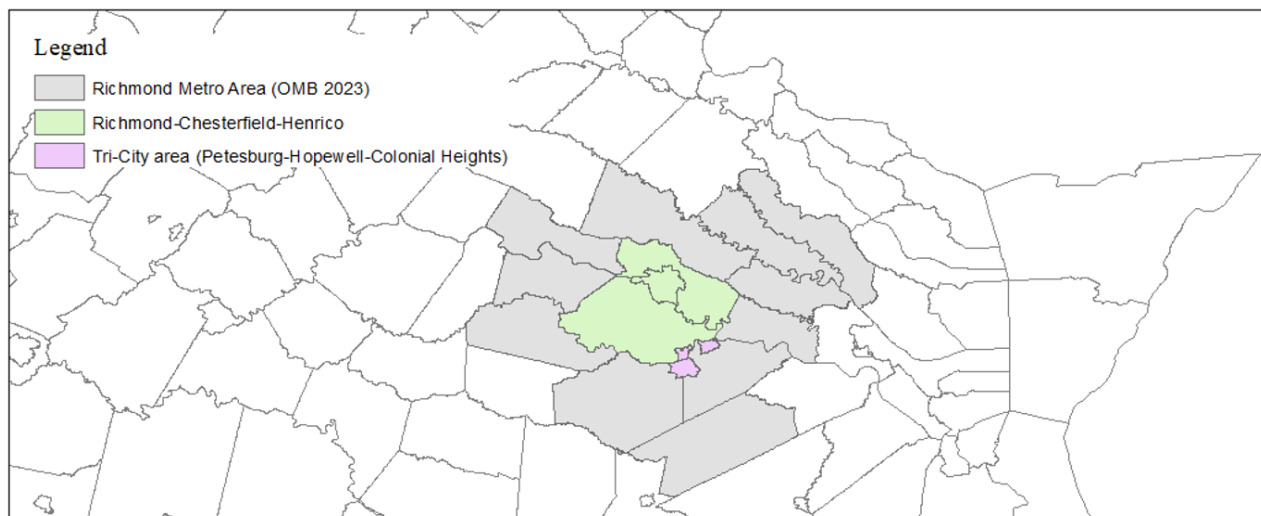 Legend
Richmond Metro Area (OMB 2023)
Richmond-Chesterfield-Henrico
Tri-City area (Petesburg-Hopewell-Colonial Heights)